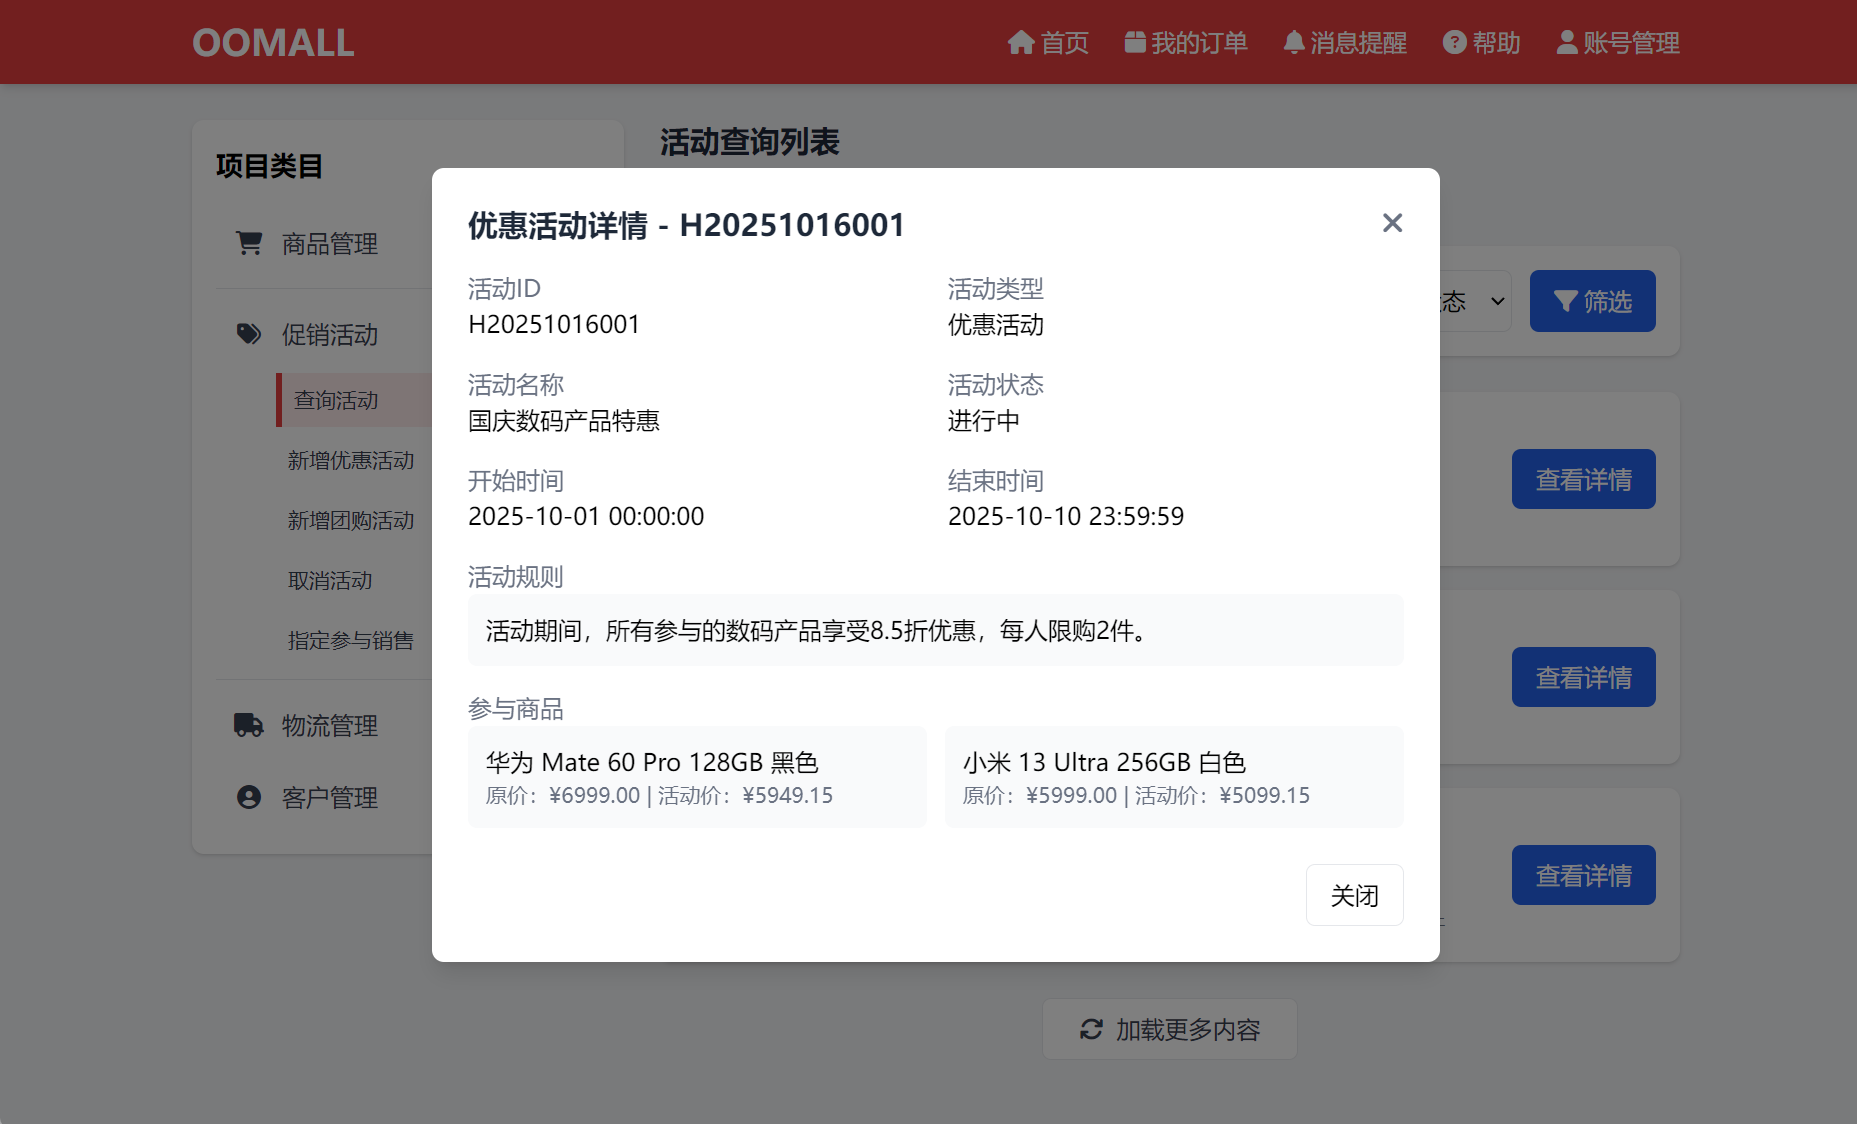 OOMALL
首页
我的订单
消息提醒
帮助
账号管理
项目类目
商品管理
促销活动
查询活动
新增优惠活动
新增团购活动
取消活动
指定参与销售
物流管理
客户管理
活动查询列表
态
筛选
查看详情
查看详情
查看详情
加载更多内容
优惠活动详情 - H20251016001
活动ID
H20251016001
活动类型
优惠活动
活动名称
国庆数码产品特惠
活动状态
进行中
开始时间
2025-10-01 00:00:00
结束时间
2025-10-10 23:59:59
活动规则
活动期间，所有参与的数码产品享受8.5折优惠，每人限购2件。
参与商品
华为 Mate 60 Pro 128GB 黑色
原价：¥6999.00 | 活动价：¥5949.15
小米 13 Ultra 256GB 白色
原价：¥5999.00 | 活动价：¥5099.15
关闭